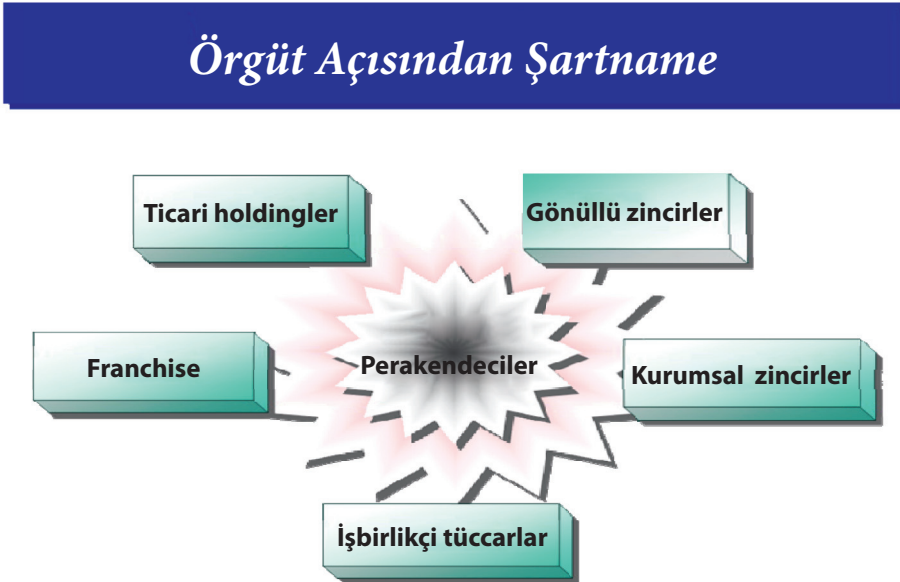 Örgüt Açısından Şartname
Ticari holdingler
Gönüllü zincirler
Franchise
Perakendeciler
Kurumsal zincirler
İşbirlikçi tüccarlar